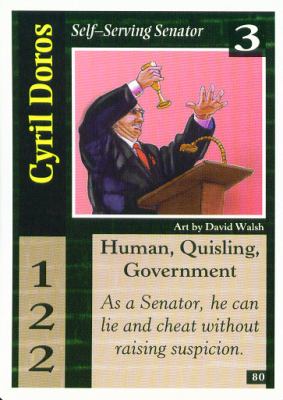 Cyril Doros
Self–Serving Senator
3
Art by David Walsh
1
2
2
Human, Quisling,
Government
As a Senator, he can
lie and cheat without
raising suspicion.
80